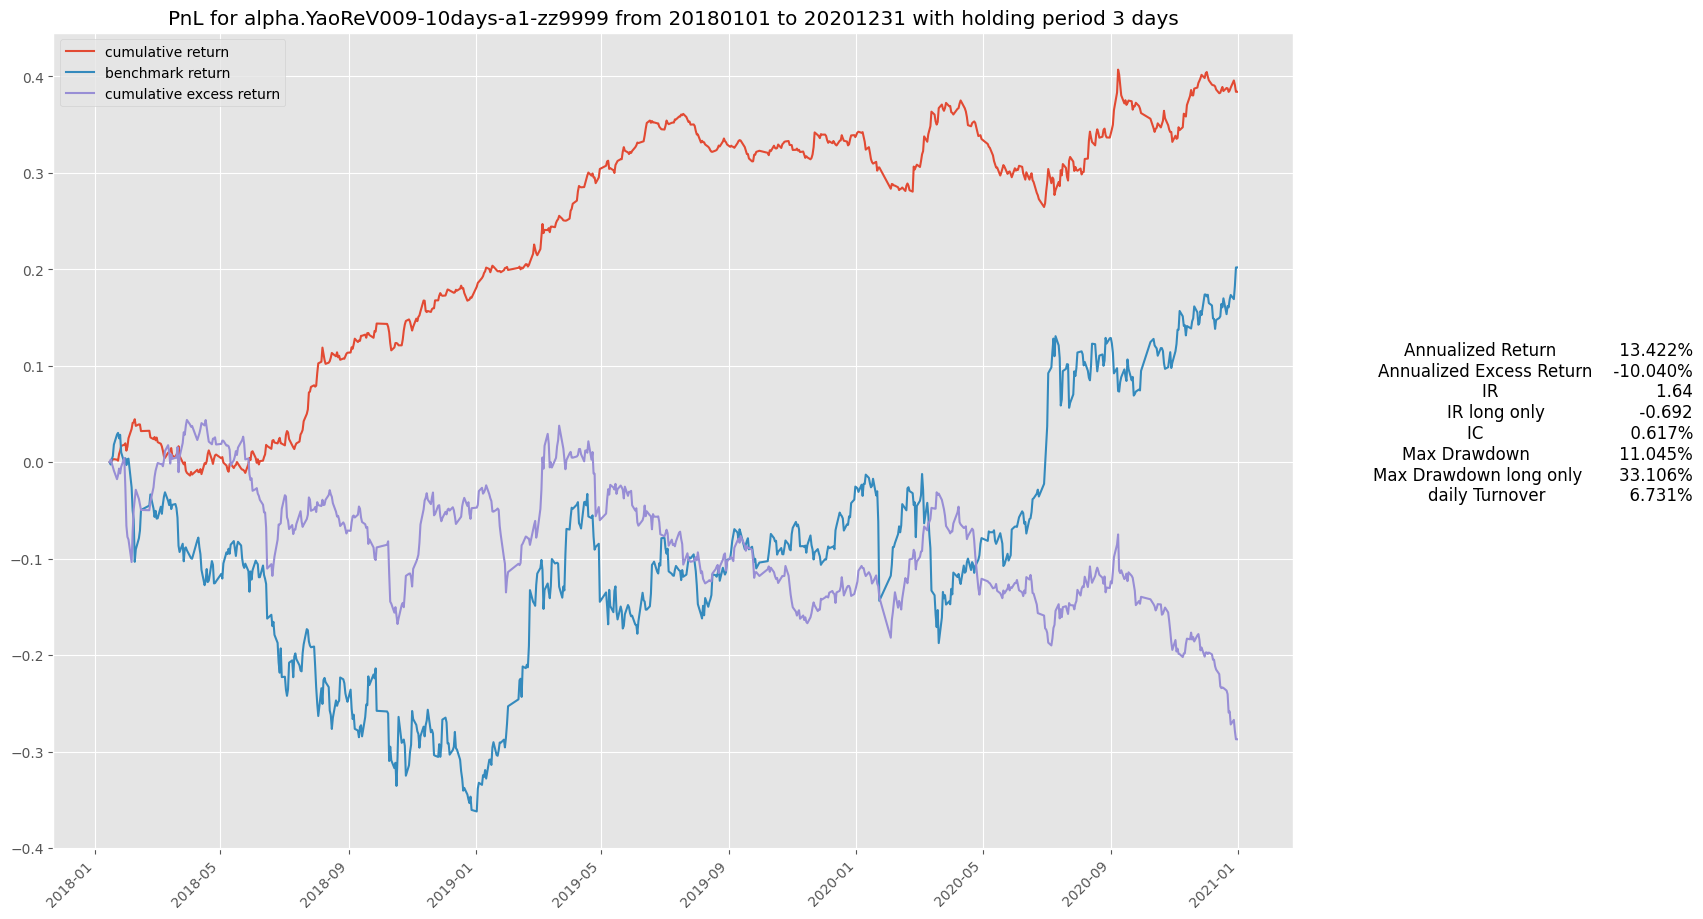 PnL for alpha.YaoReV009-10days-a1-zz9999 from 20180101 to 20201231 with holding period 3 days
cumulative return
benchmark return
cumulative excess return
0.4
0.3
0.2
0.1
0.0
−0.1
−0.2
−0.3
−0.4
2018-01
2018-05
2018-09
2019-01
2019-05
2019-09
2020-01
2020-05
2020-09
2021-01
Annualized Return 13.422%
Annualized Excess Return -10.040%
IR 1.64
IR long only -0.692
IC 0.617%
Max Drawdown 11.045%
Max Drawdown long only 33.106%
daily Turnover 6.731%